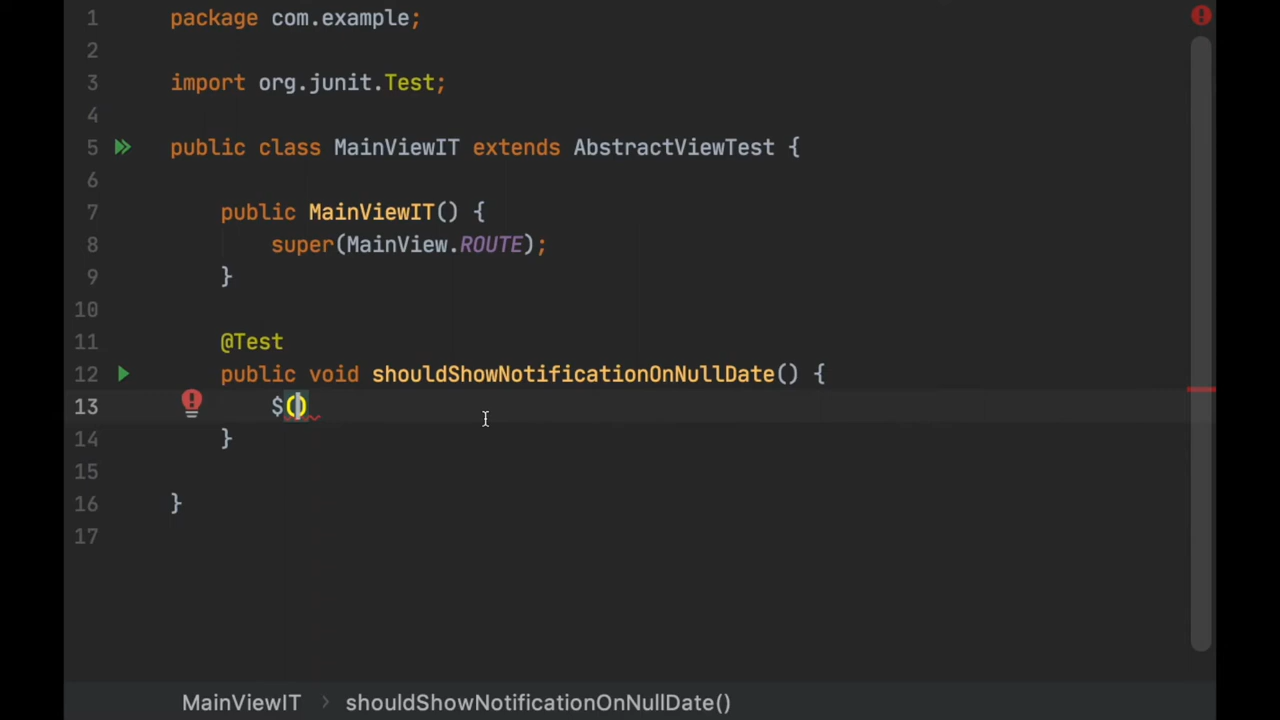 1 package com.example;
2
3 import org.junit.Test;
4
5 public class MainViewIT extends AbstractViewTest {
6
7 public MainViewIT() {
8 super(MainView.ROUTE);
9 }
10
11 @Test
12 public void shouldShowNotificationOnNullDate() {
13 $()
14 }
15
16 }
17
MainViewIT › shouldShowNotificationOnNullDate()